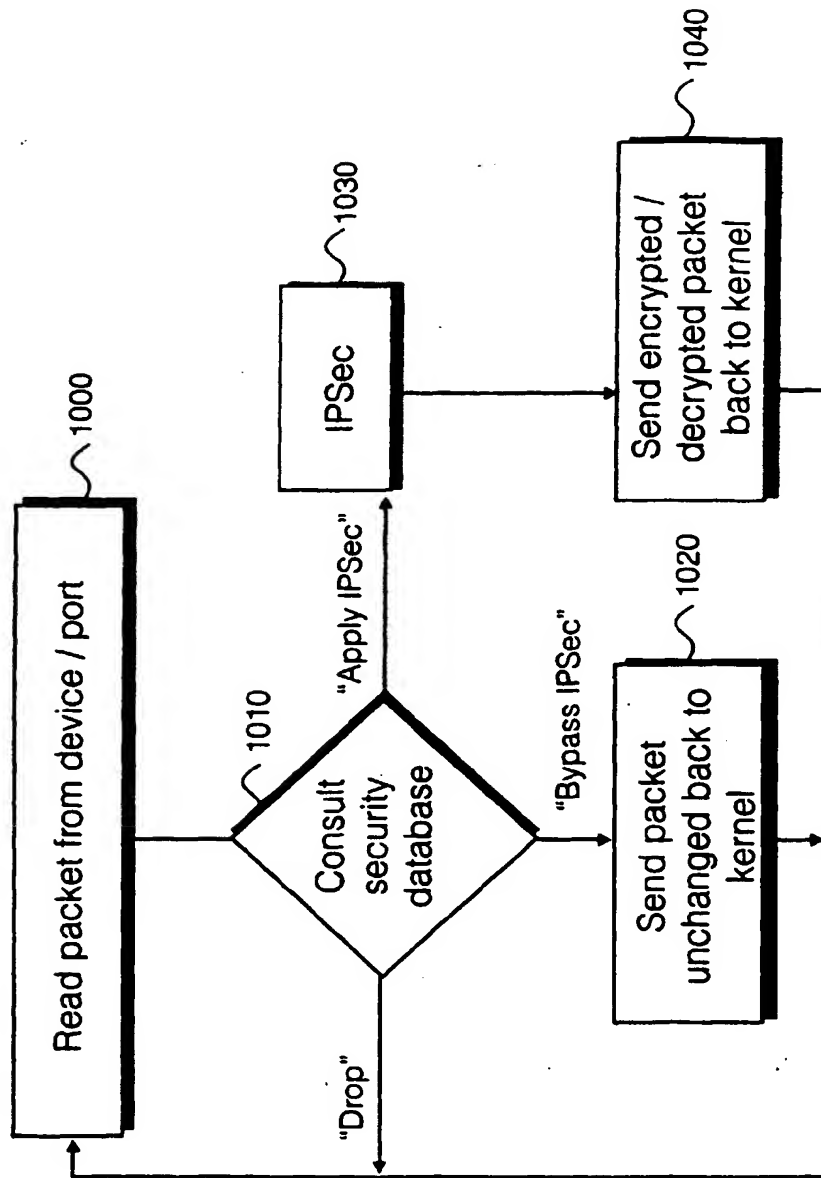 Read packet from device / port
1000
Consult
security
database
1010
"Drop"
"Apply IPSec"
"Bypass IPSec"
IPSec
1030
Send packet
unchanged back to
kernel
1020
Send encrypted /
decrypted packet
back to kernel
1040